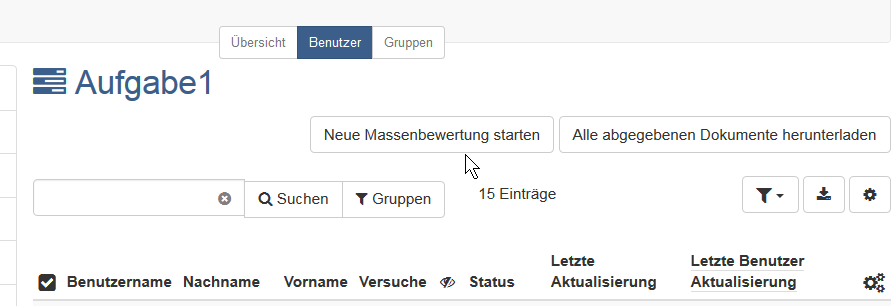 Übersicht Benutzer Gruppen
Aufgabe1
Neue Massenbewertung starten Alle abgegebenen Dokumente herunterladen
Suchen Gruppen 15 Einträge
Letzte Letzte Benutzer
Benutzername Nachname Vorname Versuche Status Aktualisierung Aktualisierung